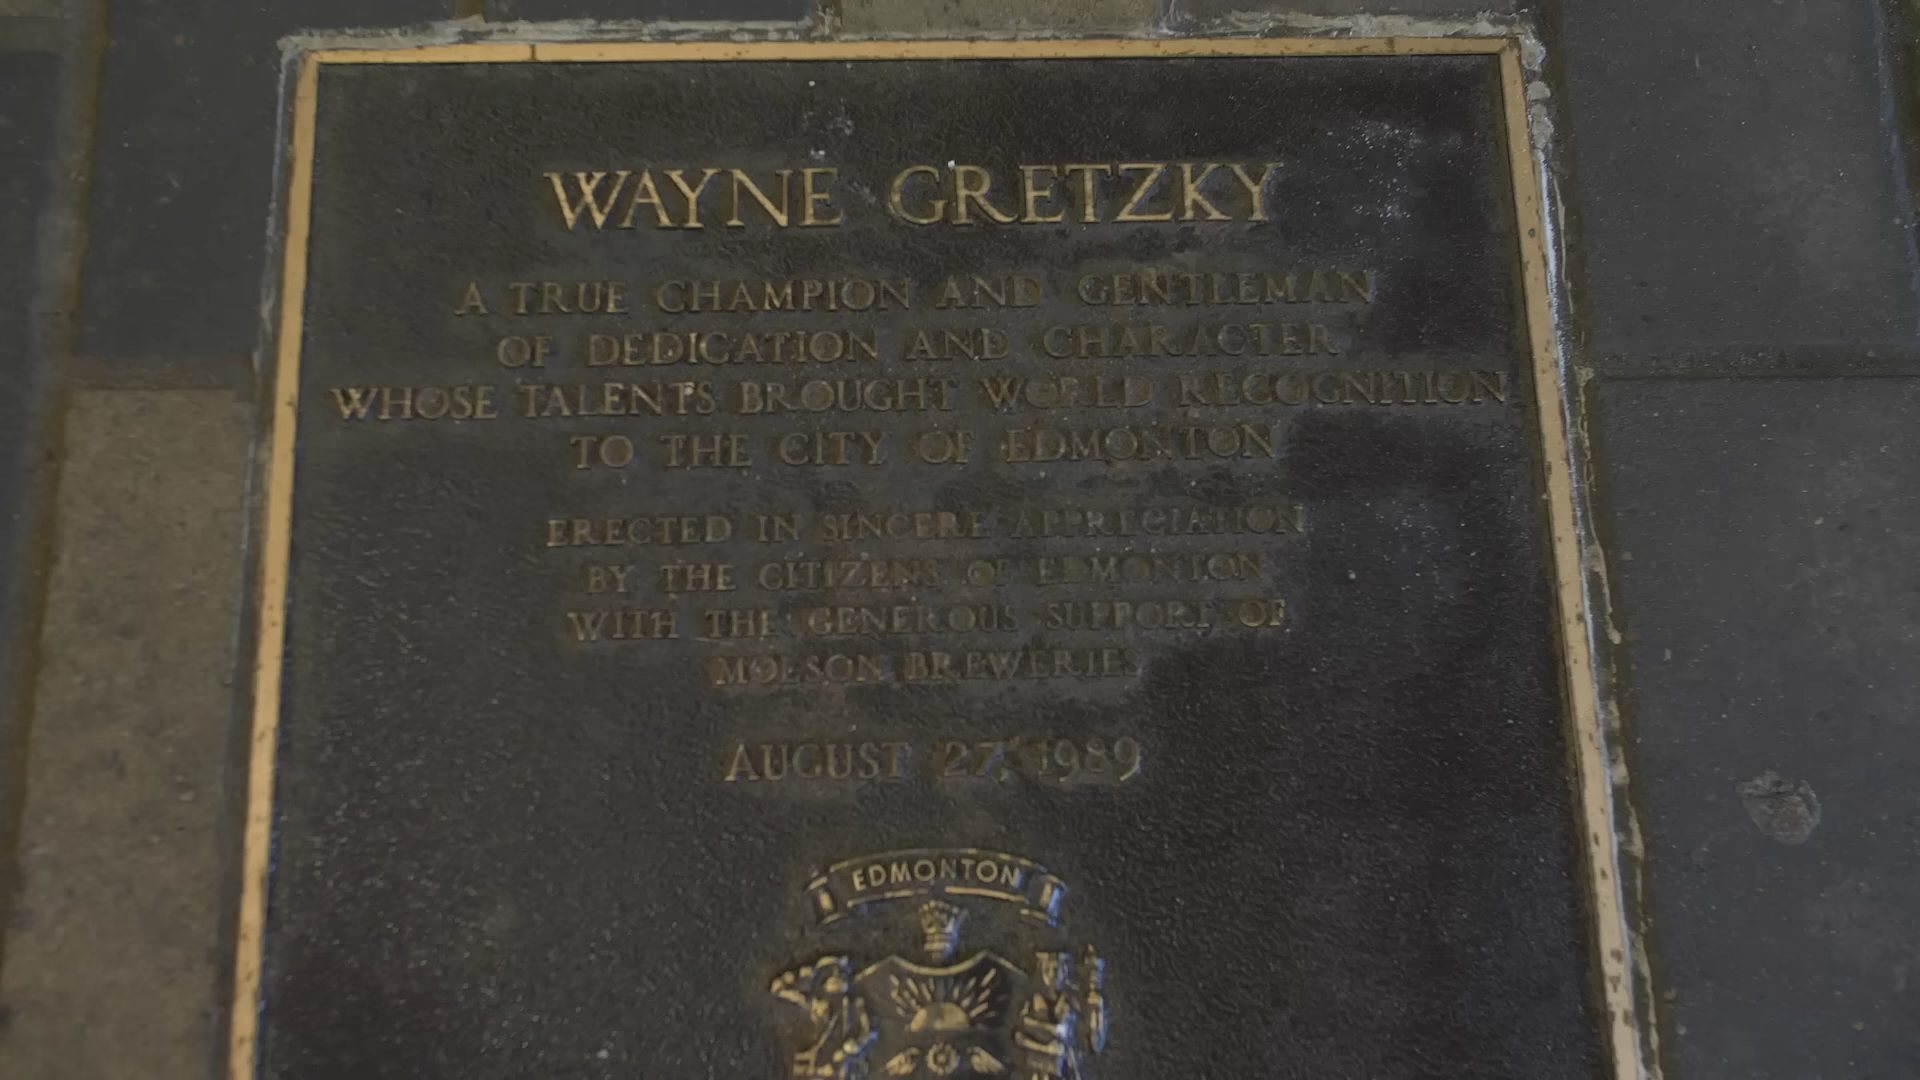 WAYNE GRETZKY
A TRUE CHAMPION AND GENTLEMAN
OF DEDICATION AND CHARACTER
WHOSE TALENTS BROUGHT WORLD RECOGNITION
TO THE CITY OF EDMONTON
ERECTED IN SINCERE APPRECIATION
BY THE CITIZENS OF EDMONTON
WITH THE GENEROUS SUPPORT OF
MOLSON BREWERIES
AUGUST 27, 1989
EDMONTON